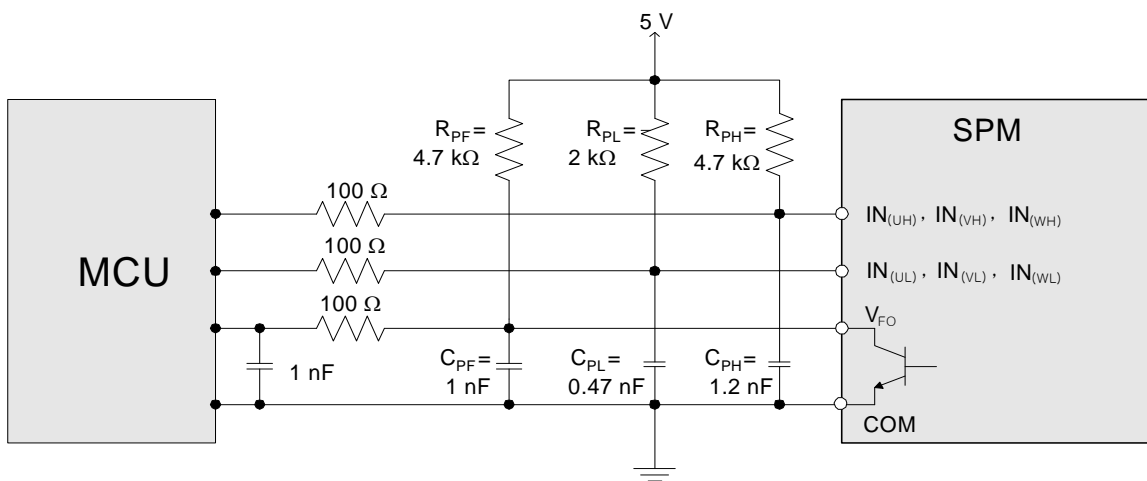 5 V
R_PF=
4.7 kΩ
R_PL=
2 kΩ
R_PH=
4.7 kΩ
SPM
MCU
100 Ω
100 Ω
100 Ω
IN(UH), IN(VH), IN(WH)
IN(UL), IN(VL), IN(WL)
V_FO
1 nF
C_PF=
1 nF
C_PL=
0.47 nF
C_PH=
1.2 nF
COM